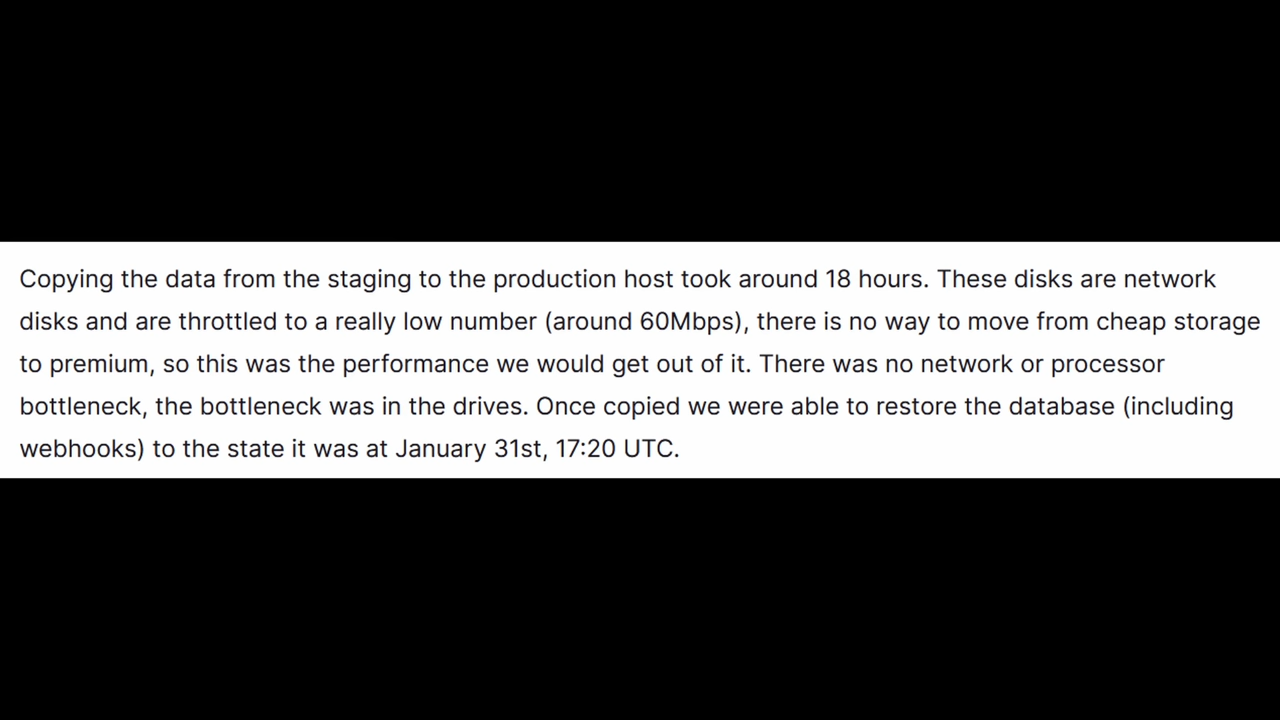 Copying the data from the staging to the production host took around 18 hours. These disks are network
disks and are throttled to a really low number (around 60Mbps), there is no way to move from cheap storage
to premium, so this was the performance we would get out of it. There was no network or processor
bottleneck, the bottleneck was in the drives. Once copied we were able to restore the database (including
webhooks) to the state it was at January 31st, 17:20 UTC.